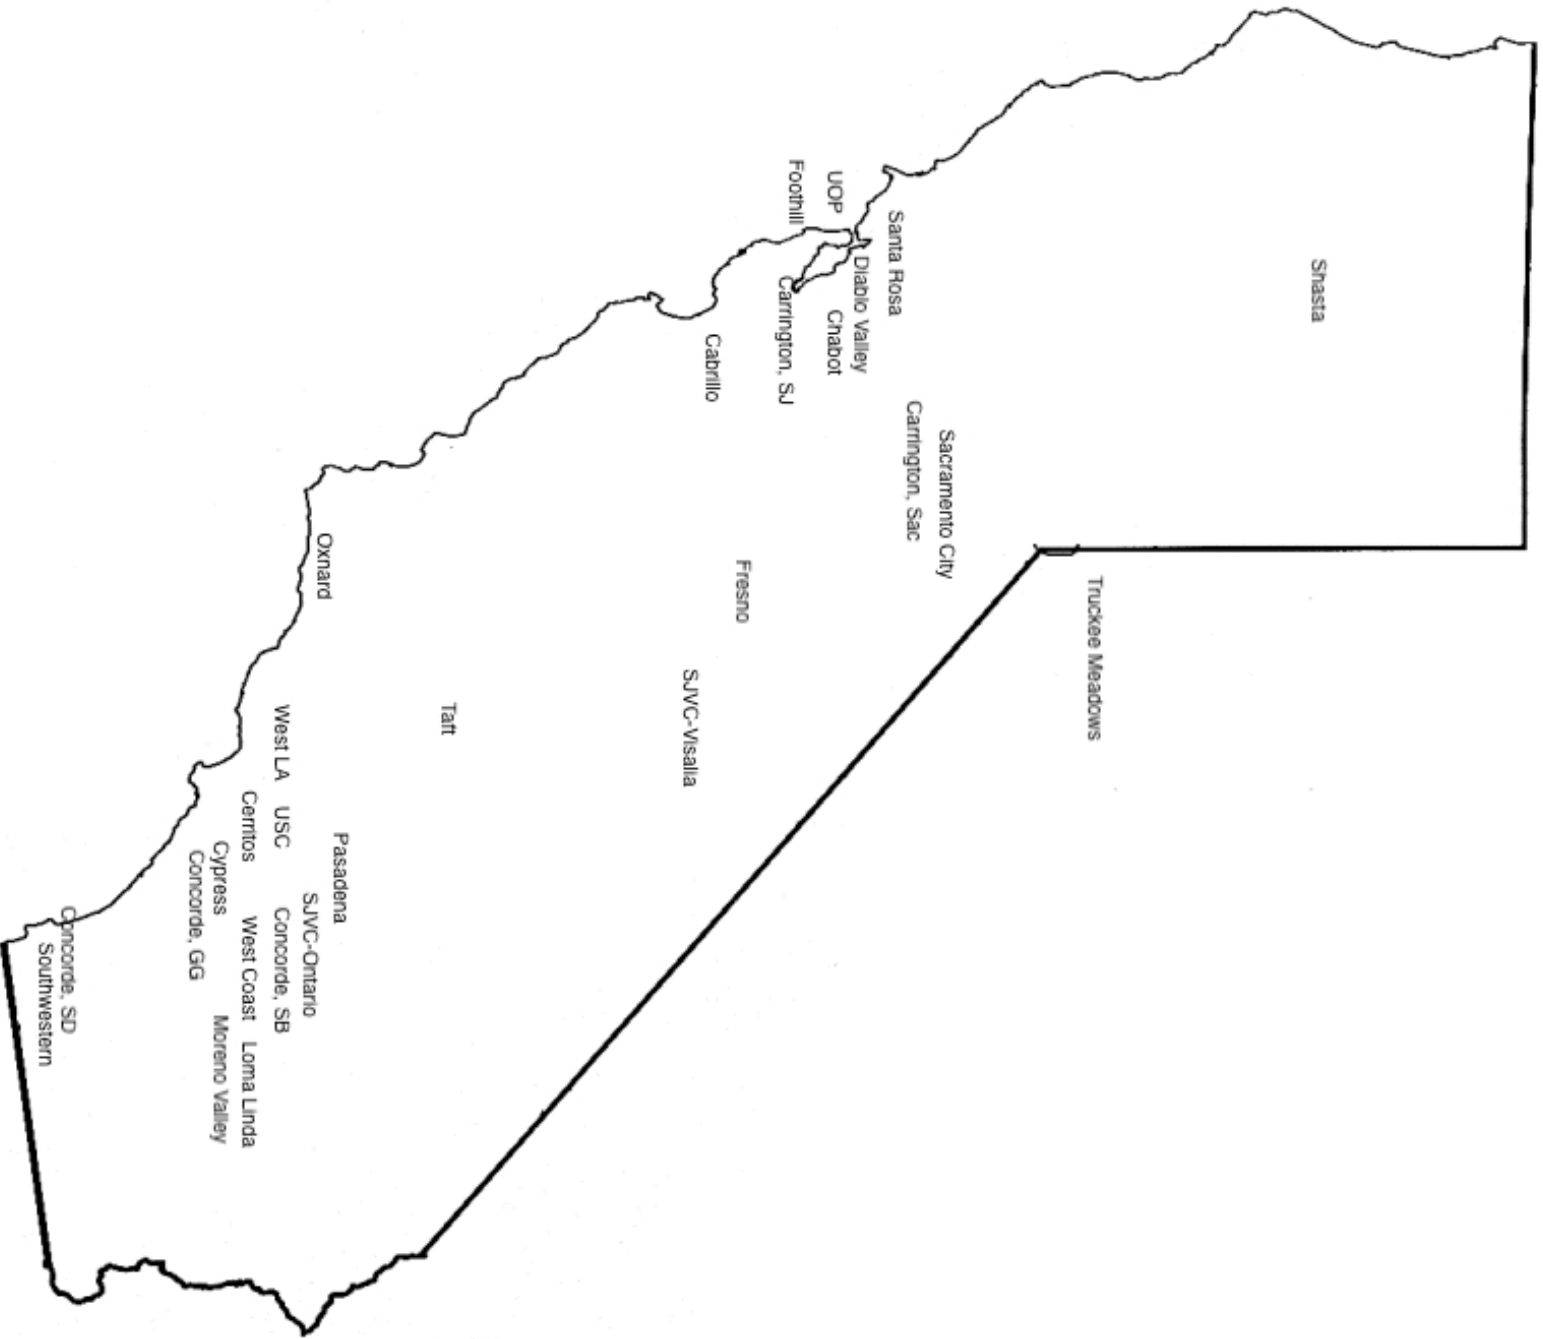 Shasta
Truckee Meadows
Sacramento City
Carrington, Sac
Santa Rosa
Diablo Valley
UOP
Chabot
Foothill
Carrington, SJ
Fresno
Cabrillo
SJVC-Visalia
Taft
Pasadena
Oxnard
SJVC-Ontario
West LA
USC
Concorde, SB
Cerritos
West Coast
Loma Linda
Cypress
Moreno Valley
Concorde, GG
Concorde, SD
Southwestern